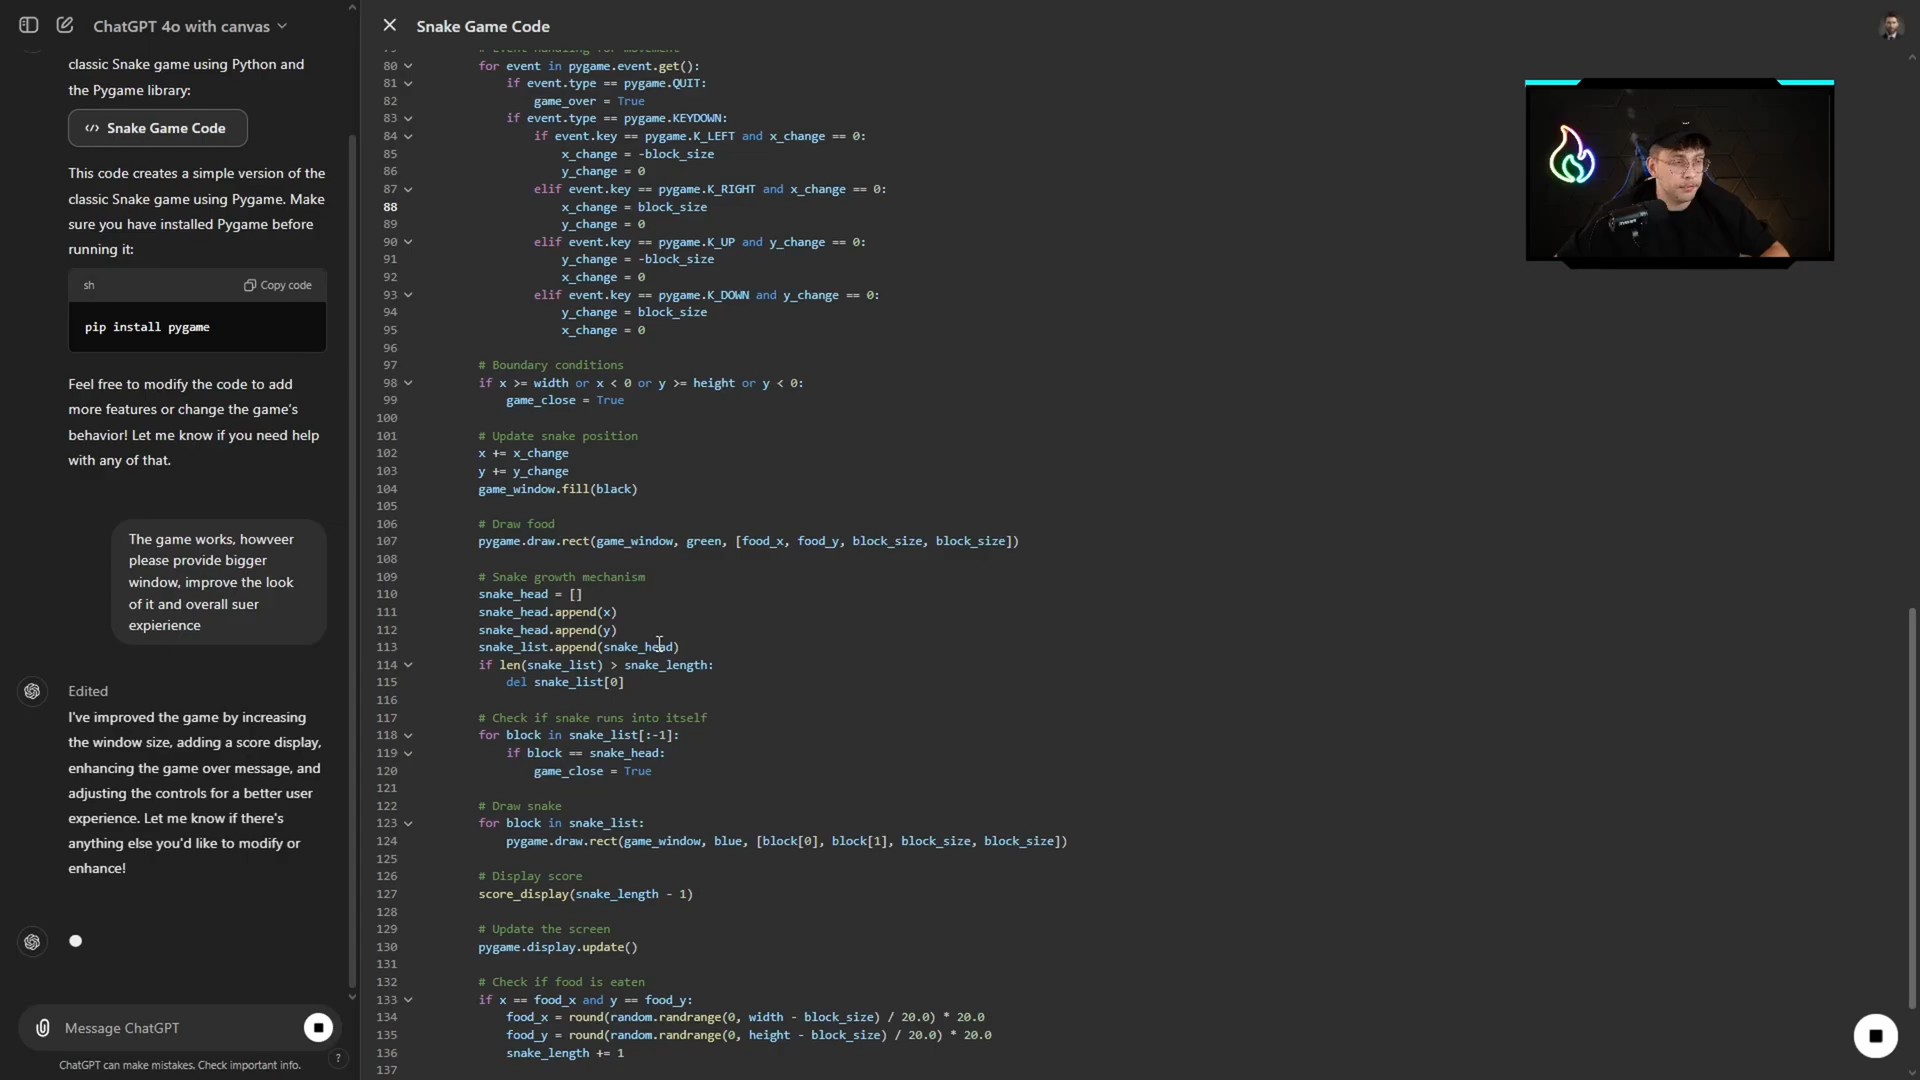 ChatGPT 4o with canvas
classic Snake game using Python and
the Pygame library:
Snake Game Code
This code creates a simple version of the
classic Snake game using Pygame. Make
sure you have installed Pygame before
running it:
sh
Copy code
pip install pygame
Feel free to modify the code to add
more features or change the game's
behavior! Let me know if you need help
with any of that.
The game works, howveer
please provide bigger
window, improve the look
of it and overall suer
expierience
Edited
I've improved the game by increasing
the window size, adding a score display,
enhancing the game over message, and
adjusting the controls for a better user
experience. Let me know if there's
anything else you'd like to modify or
enhance!
Message ChatGPT
ChatGPT can make mistakes. Check important info.
?
Snake Game Code
79 # Event handling for movement
80 for event in pygame.event.get():
81 if event.type == pygame.QUIT:
82 game_over = True
83 if event.type == pygame.KEYDOWN:
84 if event.key == pygame.K_LEFT and x_change == 0:
85 x_change = -block_size
86 y_change = 0
87 elif event.key == pygame.K_RIGHT and x_change == 0:
88 x_change = block_size
89 y_change = 0
90 elif event.key == pygame.K_UP and y_change == 0:
91 y_change = -block_size
92 x_change = 0
93 elif event.key == pygame.K_DOWN and y_change == 0:
94 y_change = block_size
95 x_change = 0
96
97 # Boundary conditions
98 if x >= width or x < 0 or y >= height or y < 0:
99 game_close = True
100
101 # Update snake position
102 x += x_change
103 y += y_change
104 game_window.fill(black)
105
106 # Draw food
107 pygame.draw.rect(game_window, green, [food_x, food_y, block_size, block_size])
108
109 # Snake growth mechanism
110 snake_head = []
111 snake_head.append(x)
112 snake_head.append(y)
113 snake_list.append(snake_head)
114 if len(snake_list) > snake_length:
115 del snake_list[0]
116
117 # Check if snake runs into itself
118 for block in snake_list[:-1]:
119 if block == snake_head:
120 game_close = True
121
122 # Draw snake
123 for block in snake_list:
124 pygame.draw.rect(game_window, blue, [block[0], block[1], block_size, block_size])
125
126 # Display score
127 score_display(snake_length - 1)
128
129 # Update the screen
130 pygame.display.update()
131
132 # Check if food is eaten
133 if x == food_x and y == food_y:
134 food_x = round(random.randrange(0, width - block_size) / 20.0) * 20.0
135 food_y = round(random.randrange(0, height - block_size) / 20.0) * 20.0
136 snake_length += 1
137